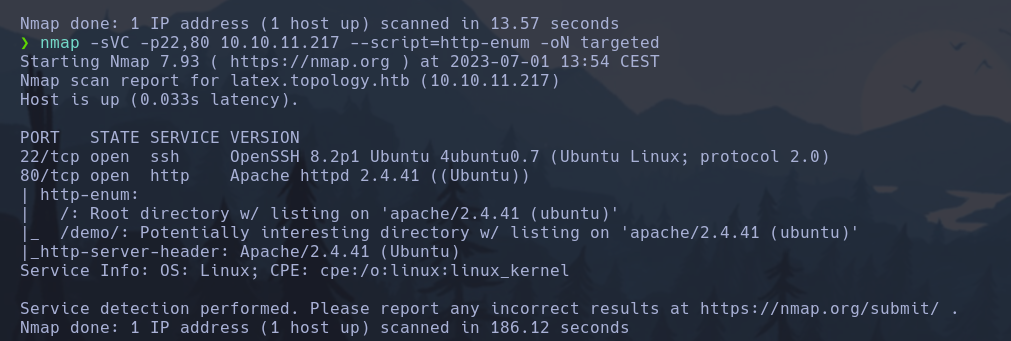 Nmap done: 1 IP address (1 host up) scanned in 13.57 seconds
❯ nmap -sVC -p22,80 10.10.11.217 --script=http-enum -oN targeted
Starting Nmap 7.93 ( https://nmap.org ) at 2023-07-01 13:54 CEST
Nmap scan report for latex.topology.htb (10.10.11.217)
Host is up (0.033s latency).
PORT   STATE SERVICE VERSION
22/tcp open  ssh     OpenSSH 8.2p1 Ubuntu 4ubuntu0.7 (Ubuntu Linux; protocol 2.0)
80/tcp open  http    Apache httpd 2.4.41 ((Ubuntu))
| http-enum:
|   /: Root directory w/ listing on 'apache/2.4.41 (ubuntu)'
|_  /demo/: Potentially interesting directory w/ listing on 'apache/2.4.41 (ubuntu)'
|_http-server-header: Apache/2.4.41 (Ubuntu)
Service Info: OS: Linux; CPE: cpe:/o:linux:linux_kernel
Service detection performed. Please report any incorrect results at https://nmap.org/submit/ .
Nmap done: 1 IP address (1 host up) scanned in 186.12 seconds